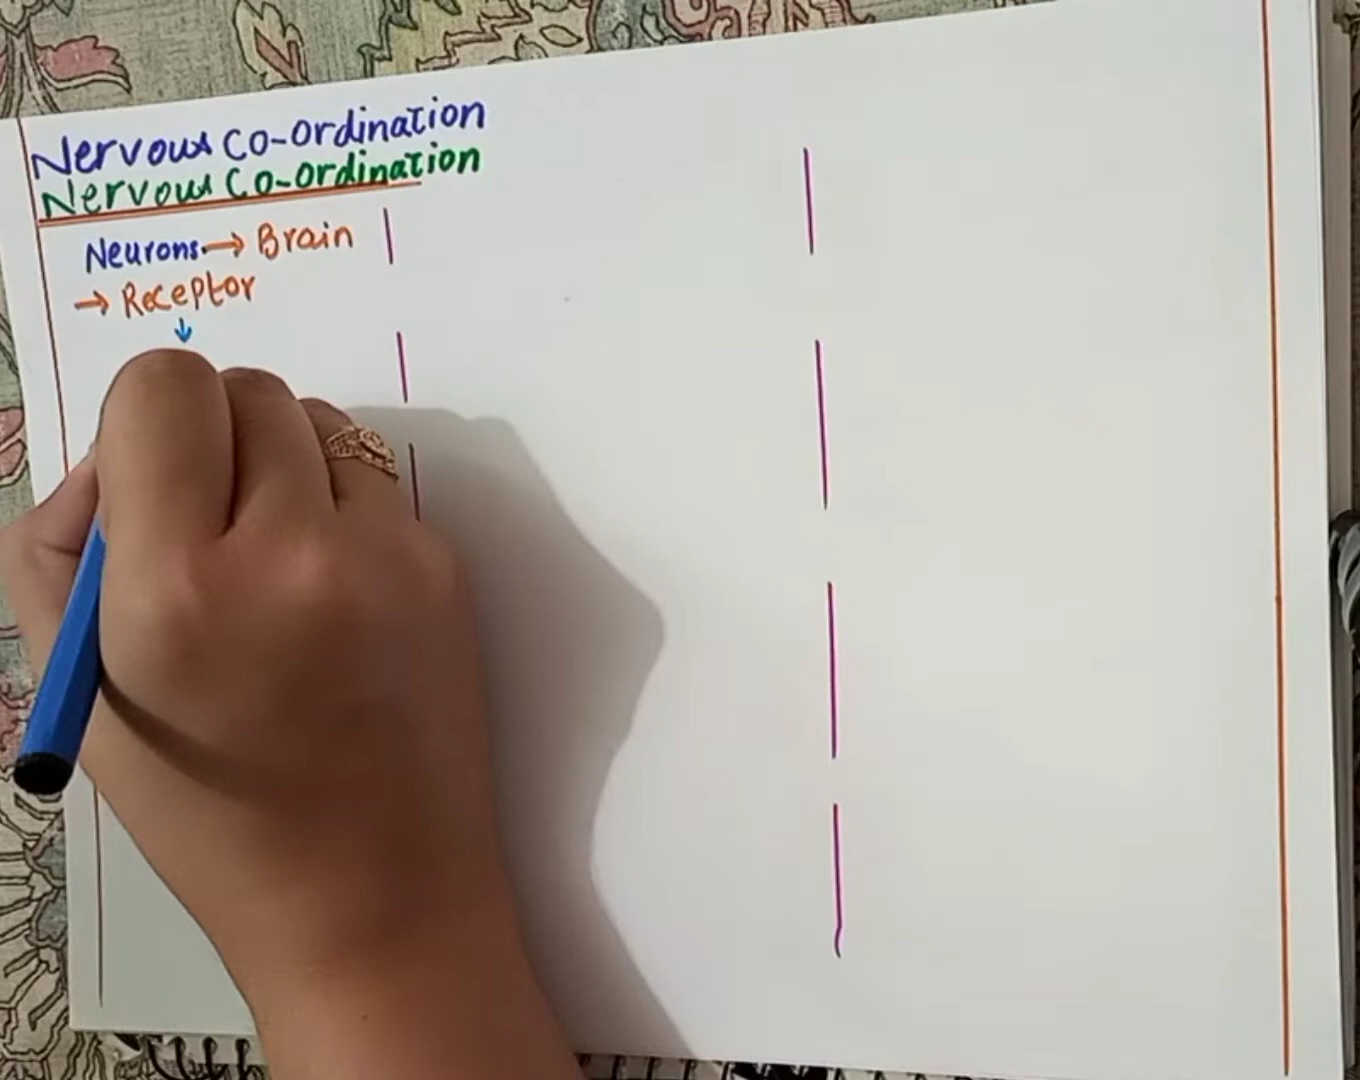 Nervous Co-ordination
Nervous Co-ordination
Neurons → Brain
→ Receptor
↓